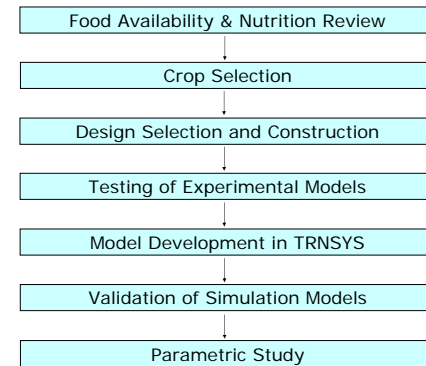 Food Availability & Nutrition Review
Crop Selection
Design Selection and Construction
Testing of Experimental Models
Model Development in TRNSYS
Validation of Simulation Models
Parametric Study